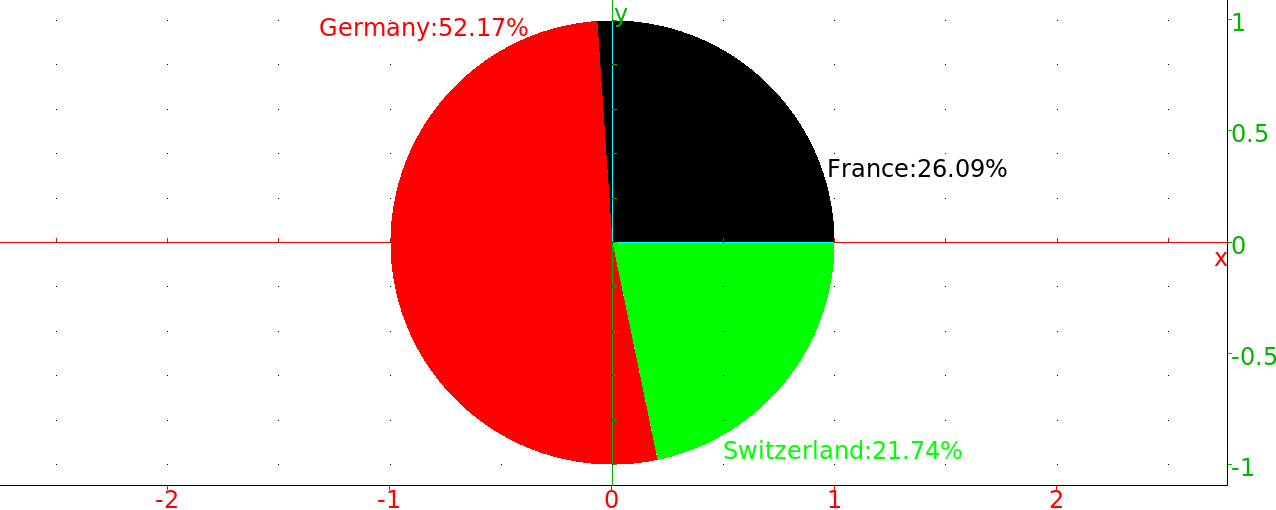 y
1
Germany:52.17%
0.5
France:26.09%
0
x
-0.5
Switzerland:21.74%
-1
-2 -1 0 1 2